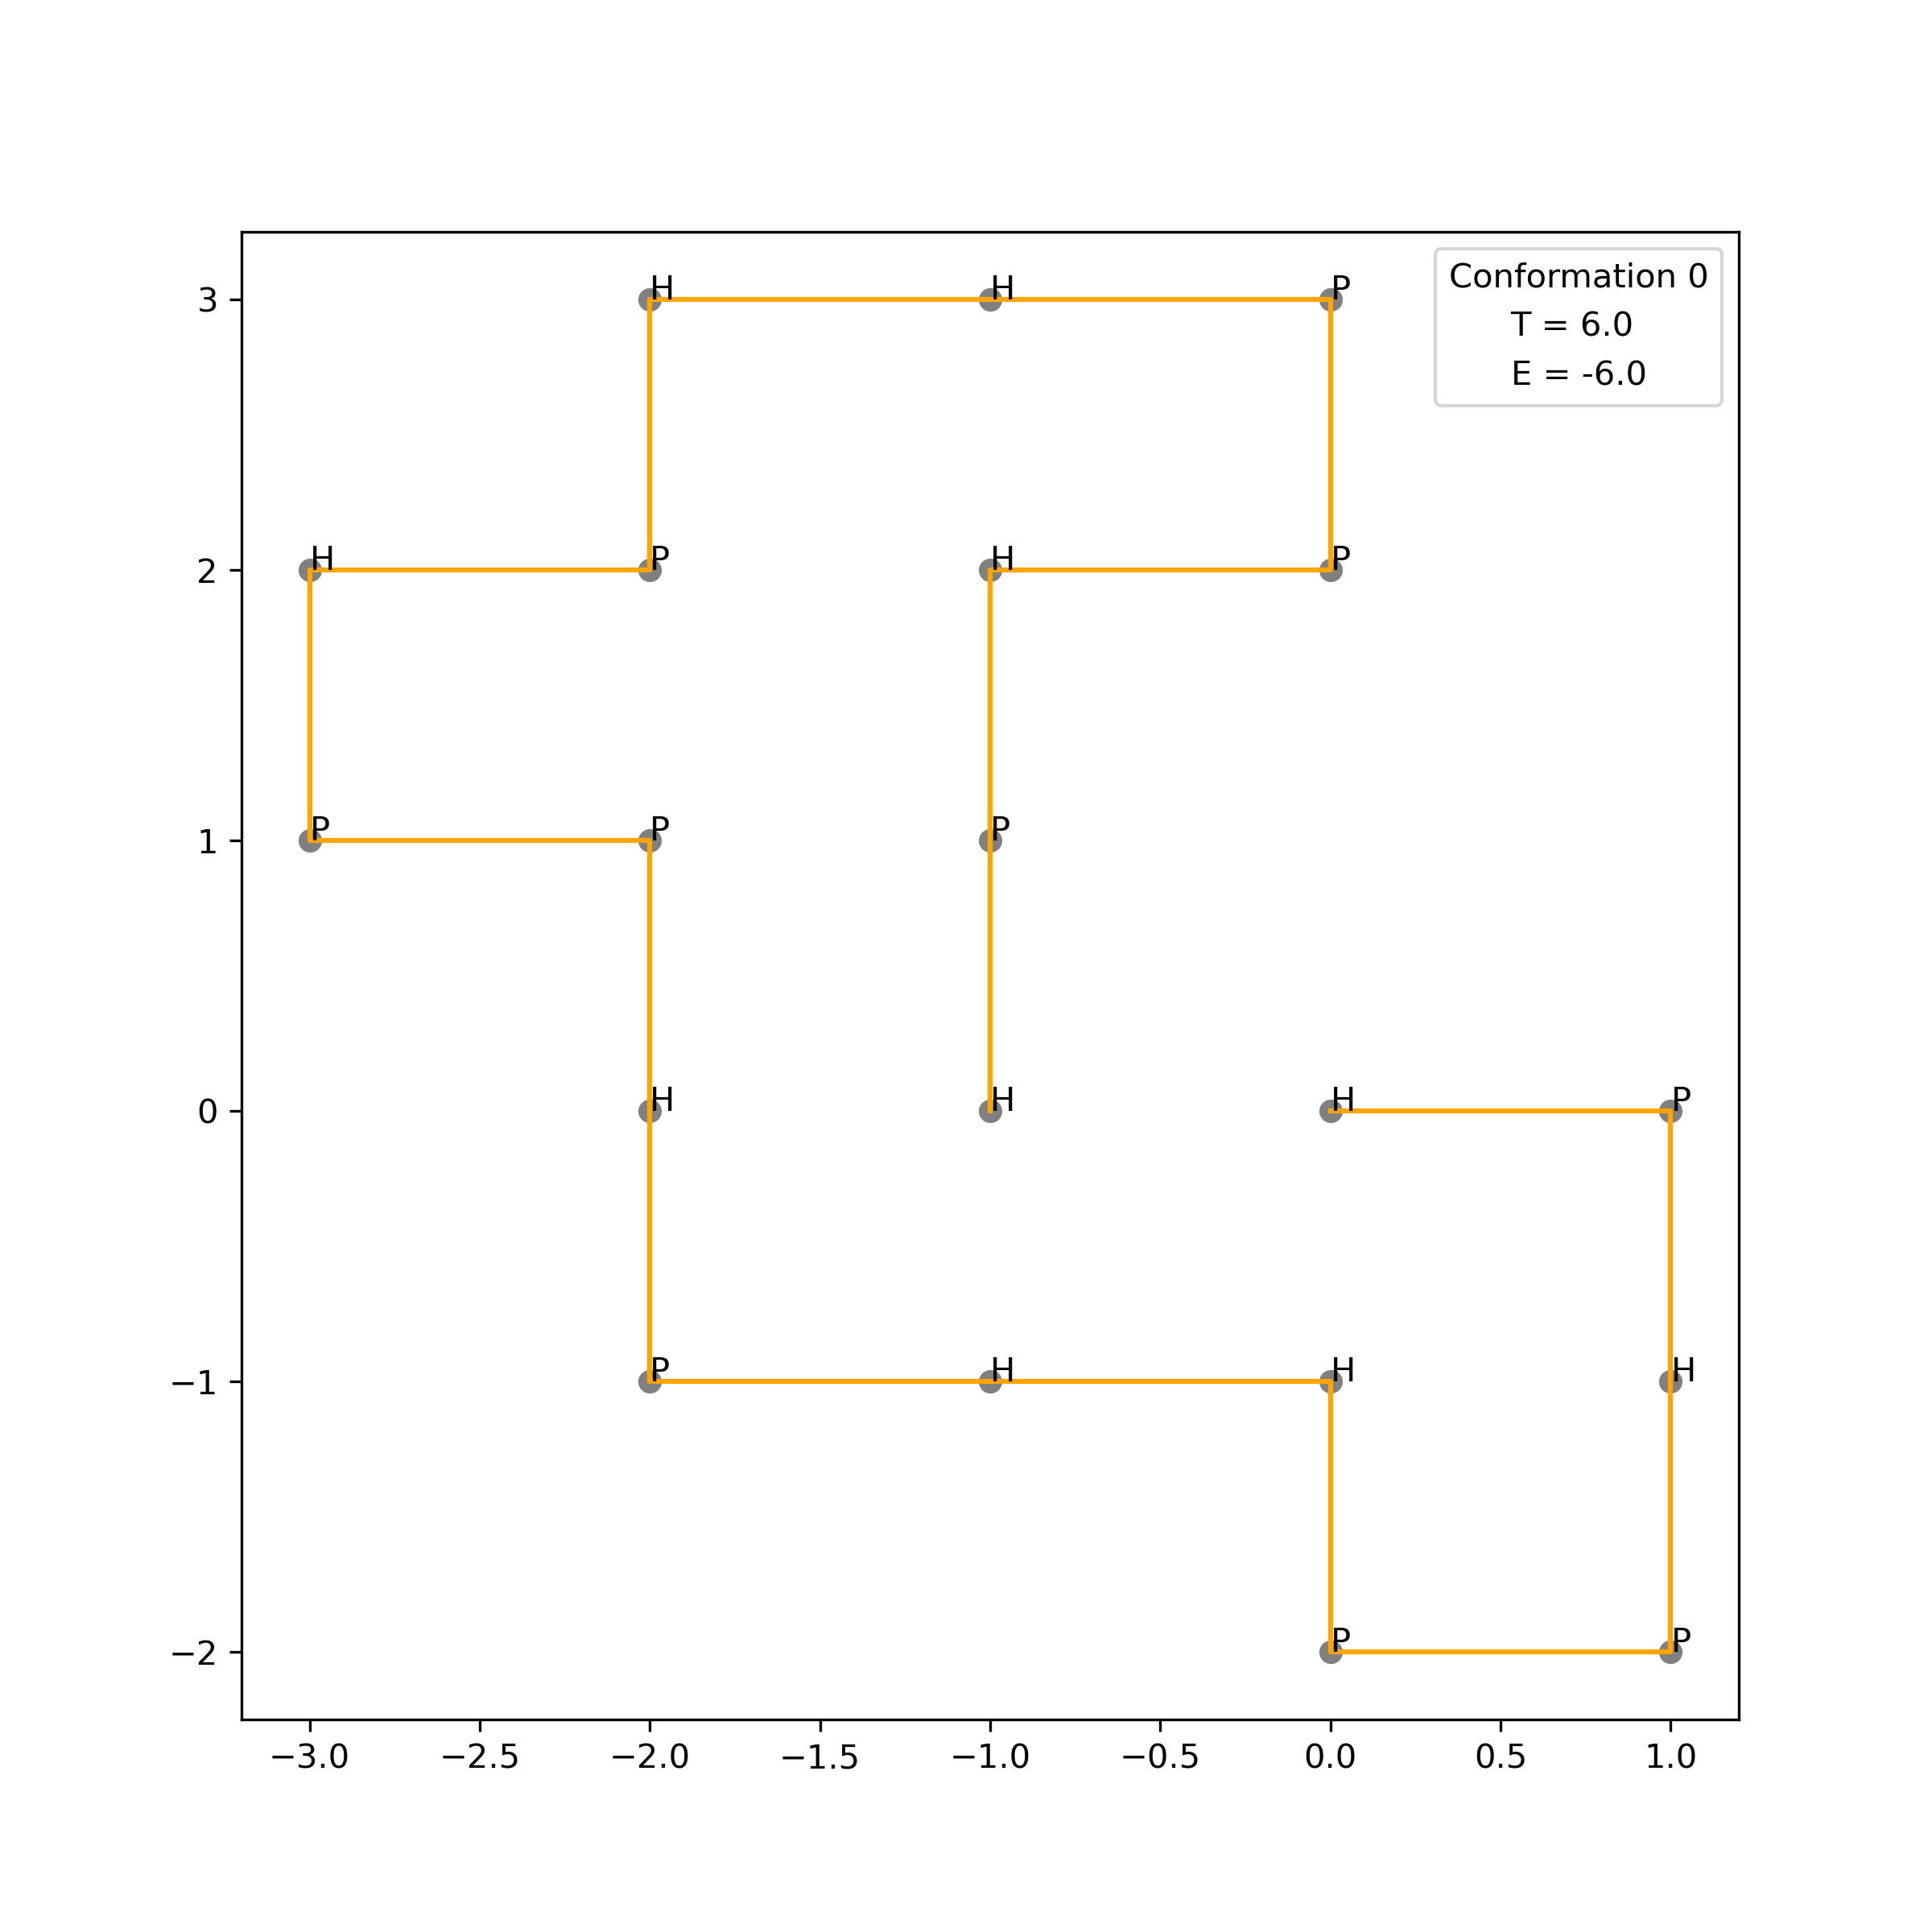 Conformation 0
T = 6.0
E = -6.0
H H P
3
H P H P
2
P P P
1
H H H P
0
P H H H
−1
P P
−2
−3.0 −2.5 −2.0 −1.5 −1.0 −0.5 0.0 0.5 1.0